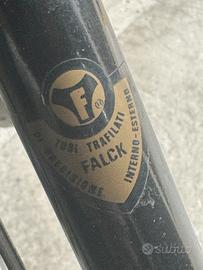 F
®
TUBI TRAFILATI
FALCK
DI PRECISIONE
INTERNO-ESTERNO
subito